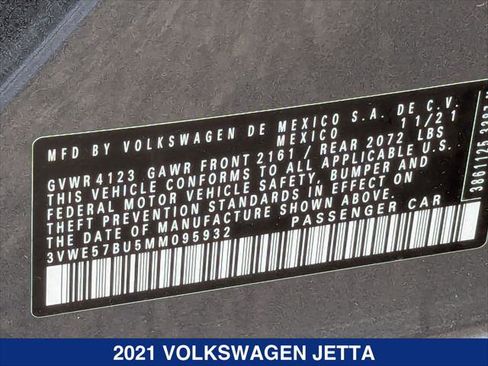 MFD BY VOLKSWAGEN DE MEXICO S.A. DE C.V.
MEXICO 11/21
GVWR 4123 GAWR FRONT 2161 / REAR 2072 LBS
THIS VEHICLE CONFORMS TO ALL APPLICABLE U.S.
FEDERAL MOTOR VEHICLE SAFETY, BUMPER AND
THEFT PREVENTION STANDARDS IN EFFECT ON
THE DATE OF MANUFACTURE SHOWN ABOVE.
3VWE57BU5MM095932 PASSENGER CAR
2021 VOLKSWAGEN JETTA